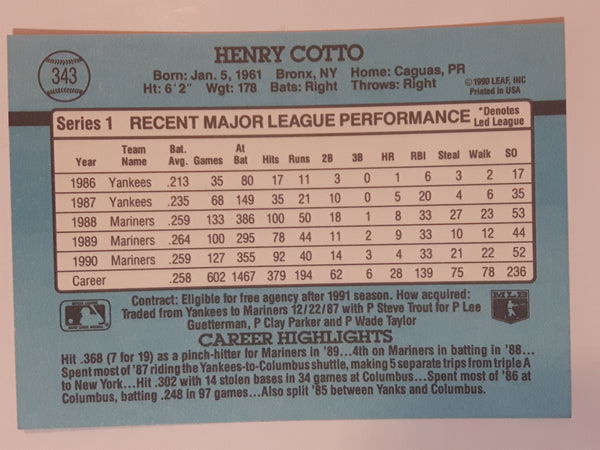 343
HENRY COTTO
Born: Jan. 5, 1961 Bronx, NY Home: Caguas, PR
Ht: 6'2" Wgt: 178 Bats: Right Throws: Right
©1990 LEAF, INC
Printed in USA
Series 1 RECENT MAJOR LEAGUE PERFORMANCE *Denotes Led League
Year Team Name Bat. Avg. Games At Bat Hits Runs 2B 3B HR RBI Steal Walk SO
1986 Yankees .213 35 80 17 11 3 0 1 6 3 2 17
1987 Yankees .235 68 149 35 21 10 0 5 20 4 6 35
1988 Mariners .259 133 386 100 50 18 1 8 33 27 23 53
1989 Mariners .264 100 295 78 44 11 2 9 33 10 12 44
1990 Mariners .259 127 355 92 40 14 3 4 33 21 22 52
Career .258 602 1467 379 194 62 6 28 139 75 78 236
Contract: Eligible for free agency after 1991 season. How acquired:
Traded from Yankees to Mariners 12/22/87 with P Steve Trout for P Lee
Guetterman, P Clay Parker and P Wade Taylor
MLB
CAREER HIGHLIGHTS
Hit .368 (7 for 19) as a pinch-hitter for Mariners in '89...4th on Mariners in batting in '88...
Spent most of '87 riding the Yankees-to-Columbus shuttle, making 5 separate trips from triple A
to New York...Hit .302 with 14 stolen bases in 34 games at Columbus...Spent most of '86 at
Columbus, batting .248 in 97 games...Also split '85 between Yanks and Columbus.